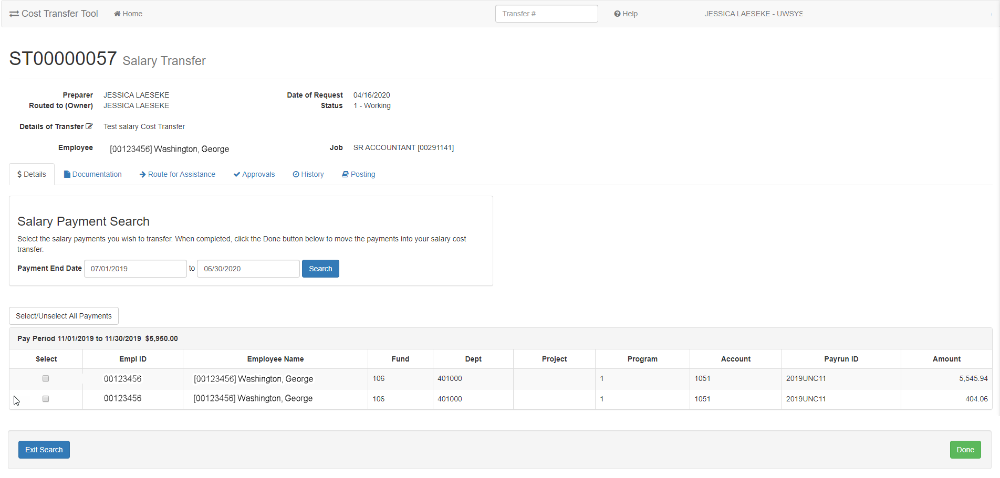 Cost Transfer Tool Home Transfer # Help JESSICA LAESEKE - UWSYS
ST00000057 Salary Transfer
Preparer JESSICA LAESEKE Date of Request 04/16/2020
Routed to (Owner) JESSICA LAESEKE Status 1 - Working
Details of Transfer Test salary Cost Transfer
Employee [00123456] Washington, George Job SR ACCOUNTANT [00291141]
$ Details Documentation Route for Assistance Approvals History Posting
Salary Payment Search
Select the salary payments you wish to transfer. When completed, click the Done button below to move the payments into your salary cost
transfer.
Payment End Date 07/01/2019 to 06/30/2020 Search
Select/Unselect All Payments
Pay Period 11/01/2019 to 11/30/2019 $5,950.00
Select Empl ID Employee Name Fund Dept Project Program Account Payrun ID Amount
00123456 [00123456] Washington, George 106 401000 1 1051 2019UNC11 5,545.94
00123456 [00123456] Washington, George 106 401000 1 1051 2019UNC11 404.06
Exit Search Done